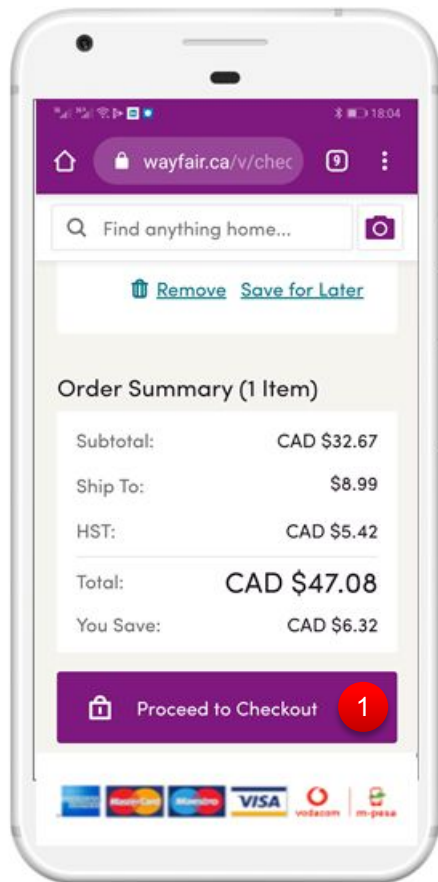 18:04
wayfair.ca/v/chec 9
Find anything home...
Remove Save for Later
Order Summary (1 Item)
Subtotal: CAD $32.67
Ship To: $8.99
HST: CAD $5.42
Total: CAD $47.08
You Save: CAD $6.32
Proceed to Checkout 1
MasterCard Maestro VISA vodacom m-pesa